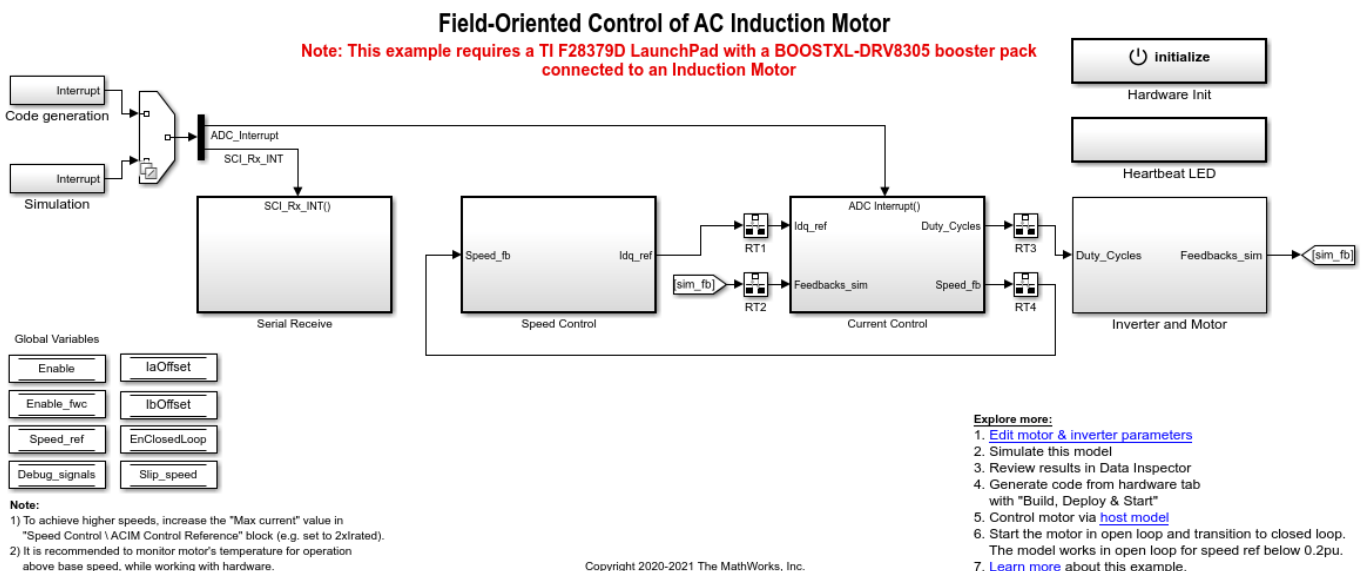 Field-Oriented Control of AC Induction Motor
Note: This example requires a TI F28379D LaunchPad with a BOOSTXL-DRV8305 booster pack
connected to an Induction Motor
initialize
Hardware Init
Heartbeat LED
Interrupt
Code generation
Interrupt
Simulation
ADC_Interrupt
SCI_Rx_INT
SCI_Rx_INT()
Serial Receive
Speed_fb
Idq_ref
Speed Control
RT1
[sim_fb]
RT2
ADC Interrupt()
Idq_ref
Duty_Cycles
Feedbacks_sim
Speed_fb
Current Control
RT3
RT4
Duty_Cycles
Feedbacks_sim
Inverter and Motor
[sim_fb]
Global Variables
Enable
IaOffset
Enable_fwc
IbOffset
Speed_ref
EnClosedLoop
Debug_signals
Slip_speed
Note:
1) To achieve higher speeds, increase the "Max current" value in
"Speed Control \ ACIM Control Reference" block (e.g. set to 2xIrated).
2) It is recommended to monitor motor's temperature for operation
above base speed, while working with hardware.
Copyright 2020-2021 The MathWorks, Inc.
Explore more:
1. Edit motor & inverter parameters
2. Simulate this model
3. Review results in Data Inspector
4. Generate code from hardware tab
with "Build, Deploy & Start"
5. Control motor via host model
6. Start the motor in open loop and transition to closed loop.
The model works in open loop for speed ref below 0.2pu.
7. Learn more about this example.